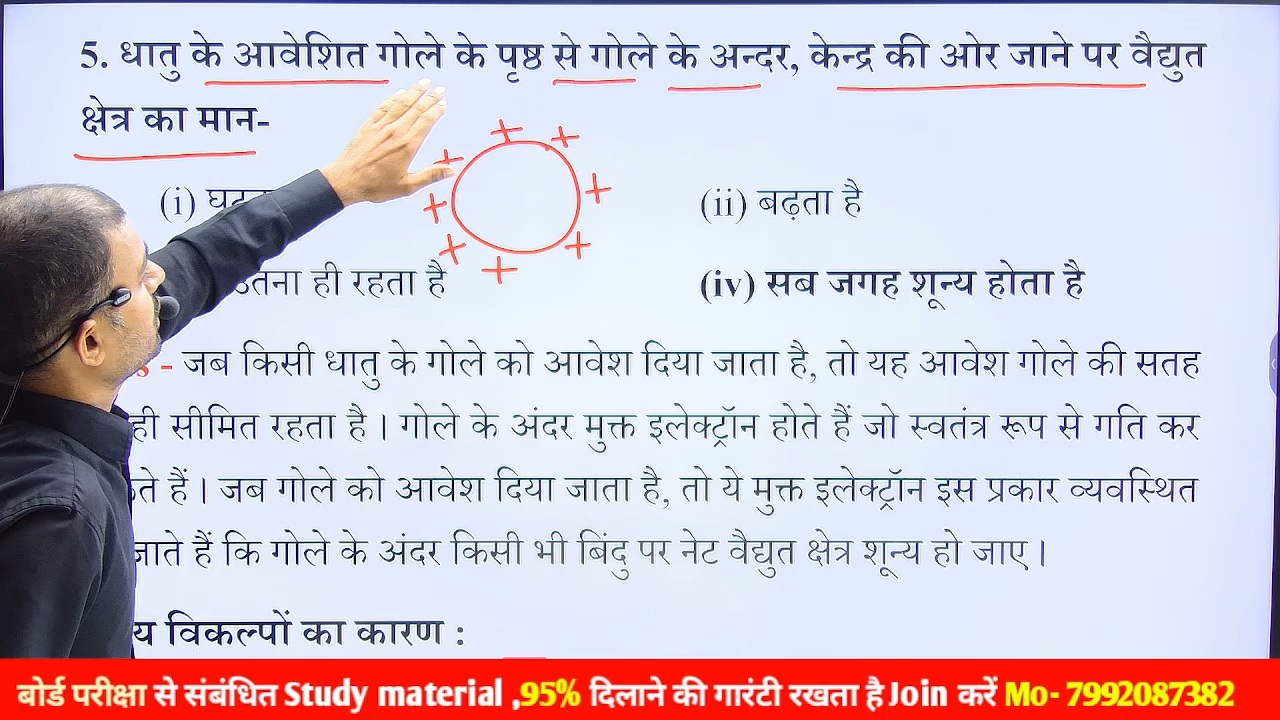 5. धातु के आवेशित गोले के पृष्ठ से गोले के अन्दर, केन्द्र की ओर जाने पर वैद्युत
क्षेत्र का मान-
(i)
(ii) बढ़ता है
ही रहता है
(iv) सब जगह शून्य होता है
- जब किसी धातु के गोले को आवेश दिया जाता है, तो यह आवेश गोले की सतह
ही सीमित रहता है। गोले के अंदर मुक्त इलेक्ट्रॉन होते हैं जो स्वतंत्र रूप से गति कर
हैं। जब गोले को आवेश दिया जाता है, तो ये मुक्त इलेक्ट्रॉन इस प्रकार व्यवस्थित
जाते हैं कि गोले के अंदर किसी भी बिंदु पर नेट वैद्युत क्षेत्र शून्य हो जाए।
विकल्पों का कारण :
बोर्ड परीक्षा से संबंधित Study material ,95% दिलाने की गारंटी रखता है Join करें Mo- 7992087382